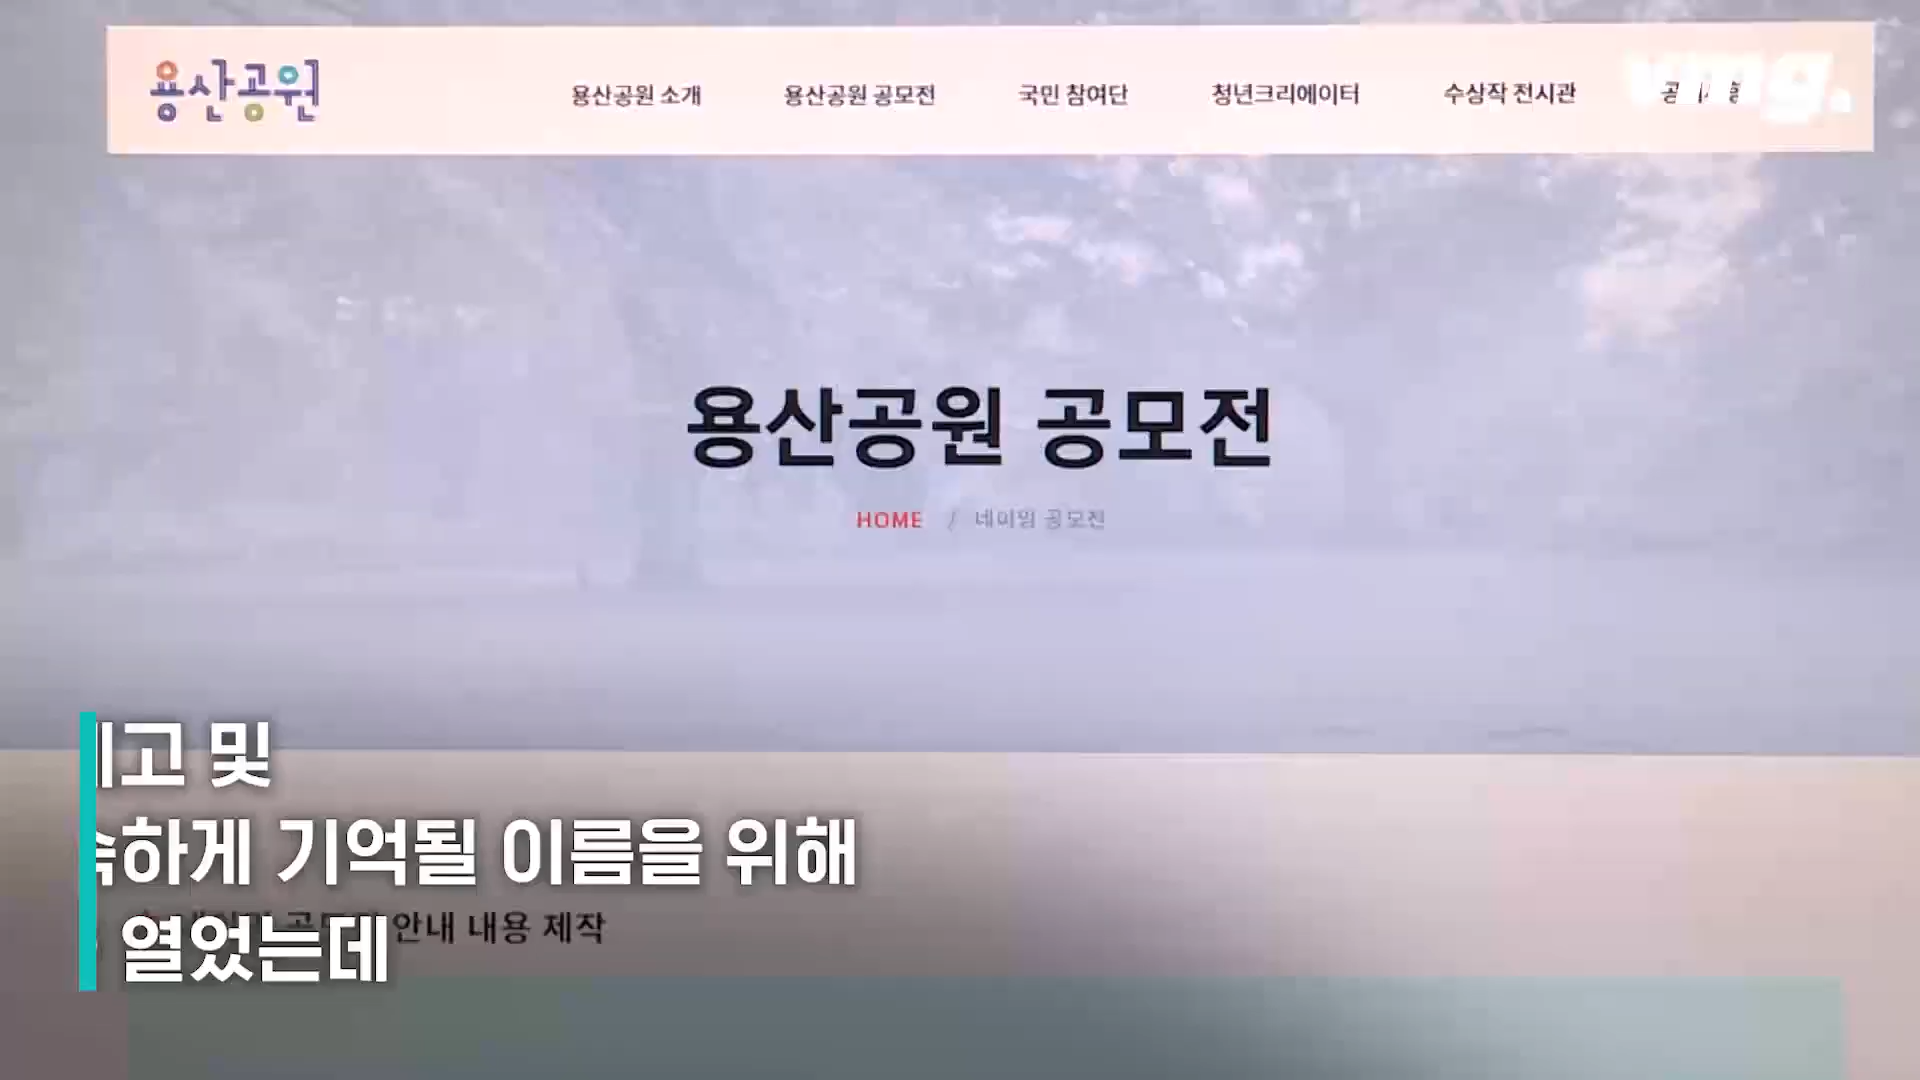 용산공원
용산공원 소개
용산공원 공모전
국민 참여단
청년크리에이터
수상작 전시관
vmg.
용산공원 공모전
HOME / 네이밍 공모전
고 및
하게 기억될 이름을 위해
열었는데
안내 내용 제작